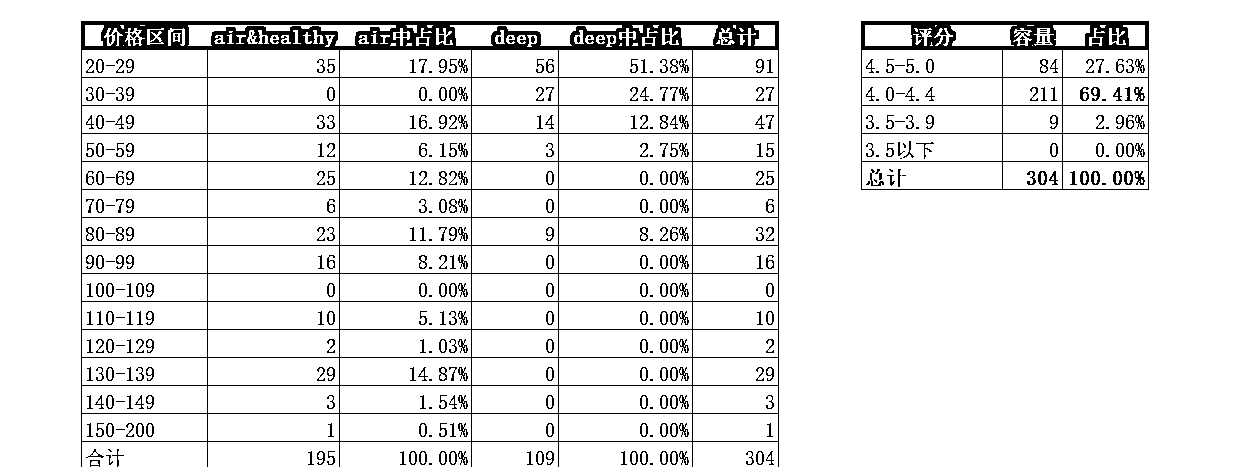 价格区间 air&healthy air中占比 deep deep中占比 总计
20-29 35 17.95% 56 51.38% 91
30-39 0 0.00% 27 24.77% 27
40-49 33 16.92% 14 12.84% 47
50-59 12 6.15% 3 2.75% 15
60-69 25 12.82% 0 0.00% 25
70-79 6 3.08% 0 0.00% 6
80-89 23 11.79% 9 8.26% 32
90-99 16 8.21% 0 0.00% 16
100-109 0 0.00% 0 0.00% 0
110-119 10 5.13% 0 0.00% 10
120-129 2 1.03% 0 0.00% 2
130-139 29 14.87% 0 0.00% 29
140-149 3 1.54% 0 0.00% 3
150-200 1 0.51% 0 0.00% 1
合计 195 100.00% 109 100.00% 304
评分 容量 占比
4.5-5.0 84 27.63%
4.0-4.4 211 69.41%
3.5-3.9 9 2.96%
3.5以下 0 0.00%
总计 304 100.00%